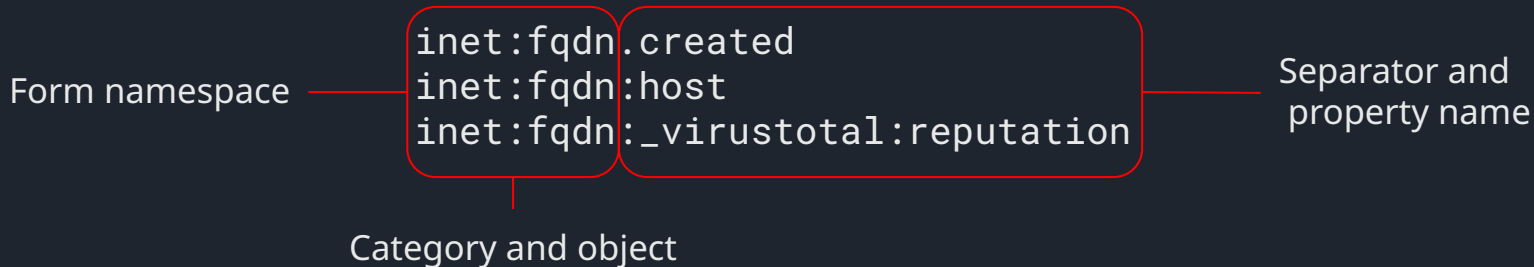 inet:fqdn.created
inet:fqdn:host
inet:fqdn:_virustotal:reputation
Form namespace
Separator and
property name
Category and object